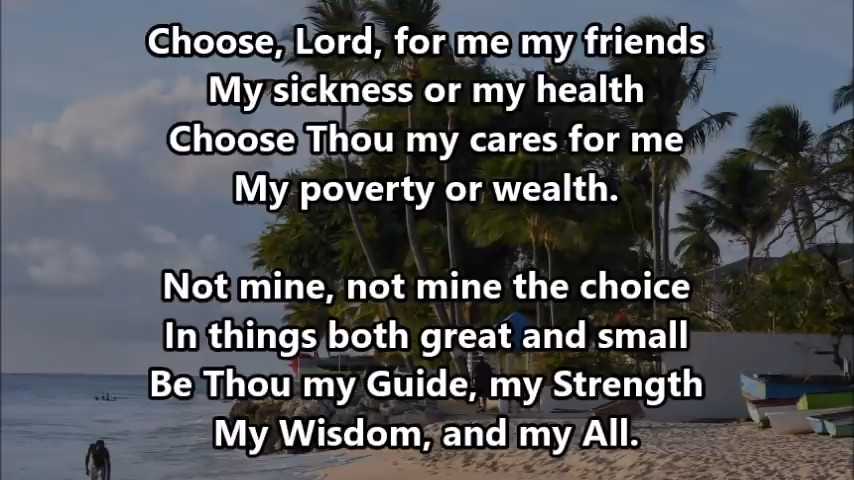 Choose, Lord, for me my friends
My sickness or my health
Choose Thou my cares for me
My poverty or wealth.
Not mine, not mine the choice
In things both great and small
Be Thou my Guide, my Strength
My Wisdom, and my All.